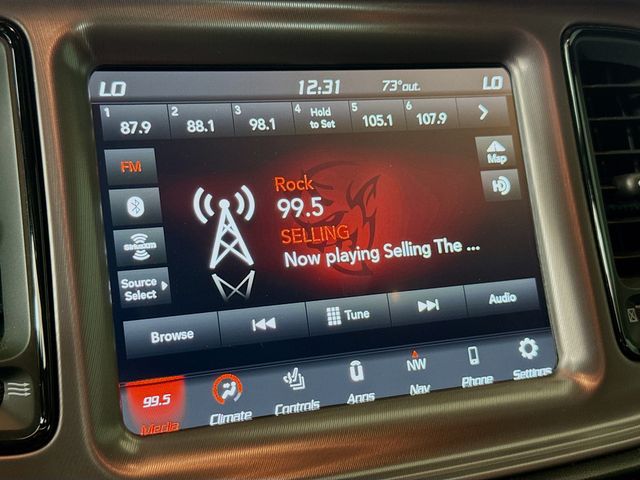 LO 12:31 73°out. LO
1 87.9 2 88.1 3 98.1 4 Hold to Set 5 105.1 6 107.9
FM
Map
Rock
99.5
HD
SELLING
SiriusXM
Now playing Selling The ...
Source
Select
Browse Tune Audio
99.5 NW
Media Climate Controls Apps Nav Phone Settings